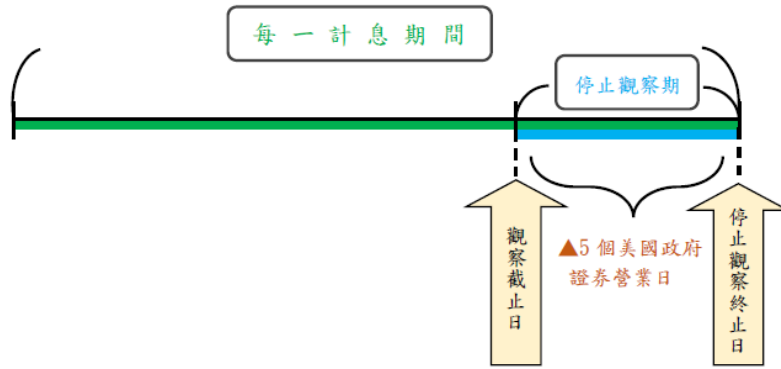 每一計息期間
停止觀察期
觀察截止日
▲5 個美國政府
證券營業日
停止觀察終止日